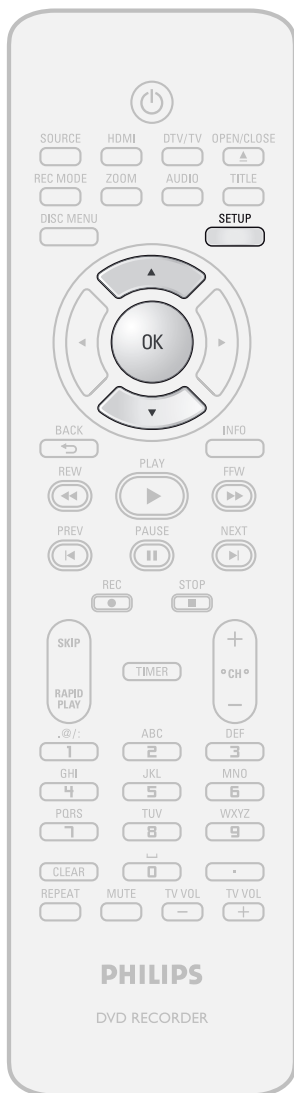 SOURCE HDMI DTV/TV OPEN/CLOSE
REC MODE ZOOM AUDIO TITLE
DISC MENU SETUP
OK
BACK INFO
REW PLAY FFW
PREV PAUSE NEXT
REC STOP
SKIP
+
TIMER
CH
RAPID
PLAY
−
.@/: ABC DEF
1 2 3
GHI JKL MNO
4 5 6
PQRS TUV WXYZ
7 8 9
CLEAR 0 .
REPEAT MUTE TV VOL TV VOL
− +
PHILIPS
DVD RECORDER